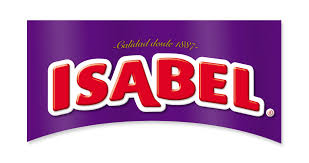 -Calidad desde 1887-
ISABEL
®